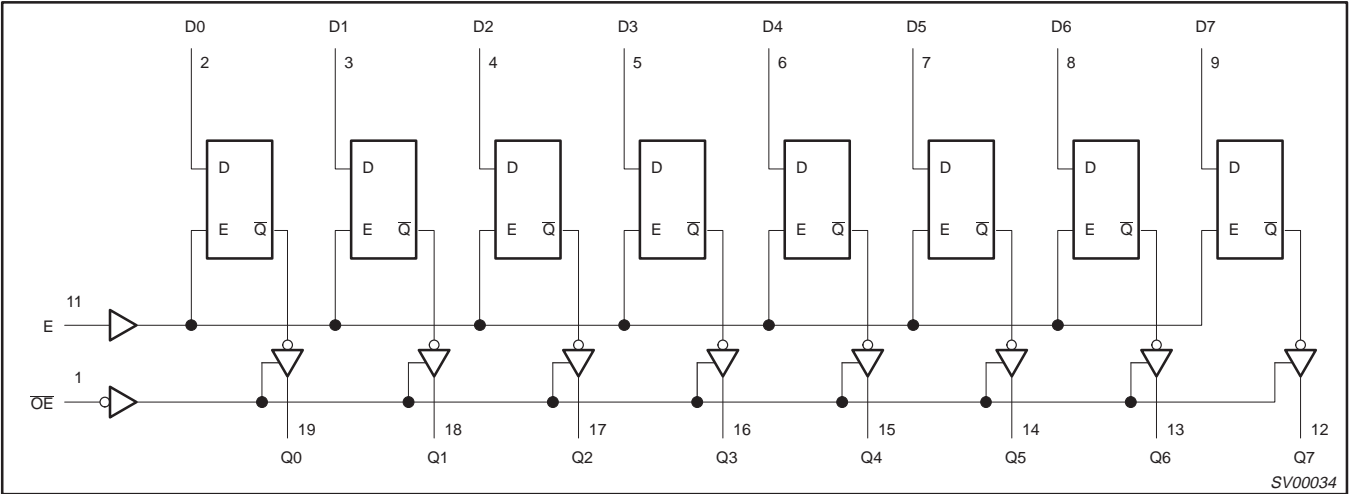 D0 D1 D2 D3 D4 D5 D6 D7
2 3 4 5 6 7 8 9
D D D D D D D D
E Q̅ E Q̅ E Q̅ E Q̅ E Q̅ E Q̅ E Q̅ E Q̅
11
E
1
O̅E̅
19 18 17 16 15 14 13 12
Q0 Q1 Q2 Q3 Q4 Q5 Q6 Q7
SV00034